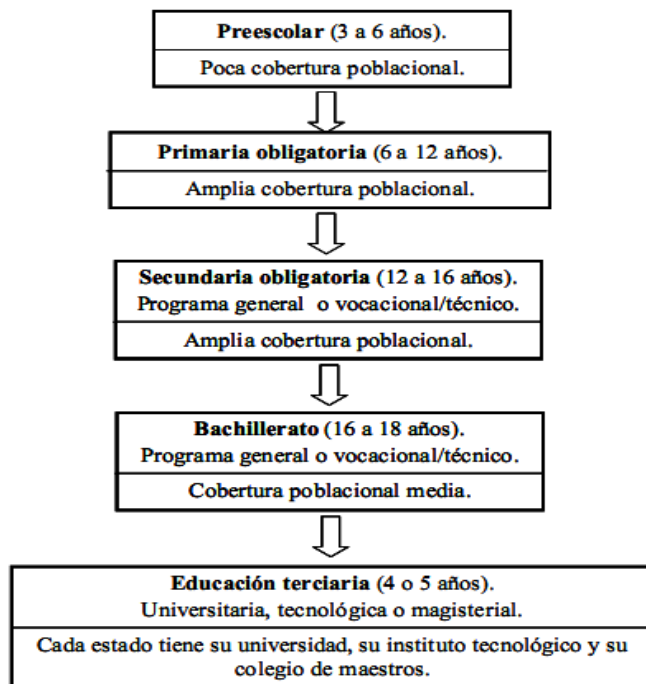 Preescolar (3 a 6 años).
Poca cobertura poblacional.
Primaria obligatoria (6 a 12 años).
Amplia cobertura poblacional.
Secundaria obligatoria (12 a 16 años).
Programa general o vocacional/técnico.
Amplia cobertura poblacional.
Bachillerato (16 a 18 años).
Programa general o vocacional/técnico.
Cobertura poblacional media.
Educación terciaria (4 o 5 años).
Universitaria, tecnológica o magisterial.
Cada estado tiene su universidad, su instituto tecnológico y su
colegio de maestros.